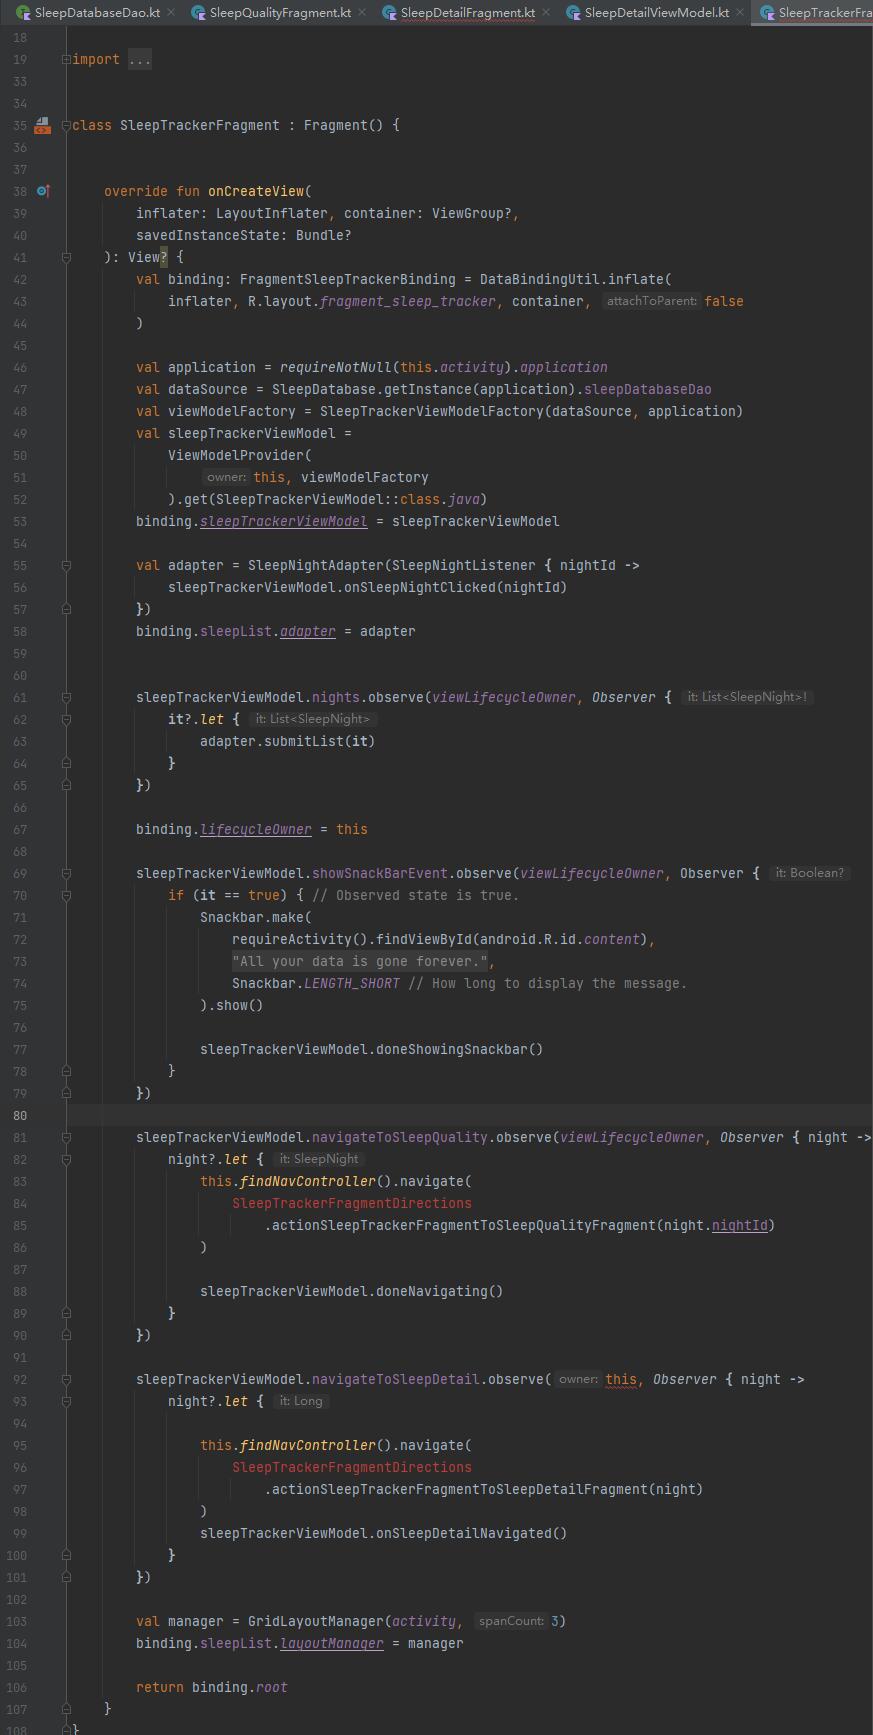 SleepDatabaseDao.kt × SleepQualityFragment.kt × SleepDetailFragment.kt × SleepDetailViewModel.kt × SleepTrackerFra
18
19 import ...
33
34
35 class SleepTrackerFragment : Fragment() {
36
37
38 override fun onCreateView(
39 inflater: LayoutInflater, container: ViewGroup?,
40 savedInstanceState: Bundle?
41 ): View? {
42 val binding: FragmentSleepTrackerBinding = DataBindingUtil.inflate(
43 inflater, R.layout.fragment_sleep_tracker, container, attachToParent: false
44 )
45
46 val application = requireNotNull(this.activity).application
47 val dataSource = SleepDatabase.getInstance(application).sleepDatabaseDao
48 val viewModelFactory = SleepTrackerViewModelFactory(dataSource, application)
49 val sleepTrackerViewModel =
50 ViewModelProvider(
51 owner: this, viewModelFactory
52 ).get(SleepTrackerViewModel::class.java)
53 binding.sleepTrackerViewModel = sleepTrackerViewModel
54
55 val adapter = SleepNightAdapter(SleepNightListener { nightId ->
56 sleepTrackerViewModel.onSleepNightClicked(nightId)
57 })
58 binding.sleepList.adapter = adapter
59
60
61 sleepTrackerViewModel.nights.observe(viewLifecycleOwner, Observer { it: List<SleepNight>!
62 it?.let { it: List<SleepNight>
63 adapter.submitList(it)
64 }
65 })
66
67 binding.lifecycleOwner = this
68
69 sleepTrackerViewModel.showSnackBarEvent.observe(viewLifecycleOwner, Observer { it: Boolean?
70 if (it == true) { // Observed state is true.
71 Snackbar.make(
72 requireActivity().findViewById(android.R.id.content),
73 "All your data is gone forever.",
74 Snackbar.LENGTH_SHORT // How long to display the message.
75 ).show()
76
77 sleepTrackerViewModel.doneShowingSnackbar()
78 }
79 })
80
81 sleepTrackerViewModel.navigateToSleepQuality.observe(viewLifecycleOwner, Observer { night ->
82 night?.let { it: SleepNight
83 this.findNavController().navigate(
84 SleepTrackerFragmentDirections
85 .actionSleepTrackerFragmentToSleepQualityFragment(night.nightId)
86 )
87
88 sleepTrackerViewModel.doneNavigating()
89 }
90 })
91
92 sleepTrackerViewModel.navigateToSleepDetail.observe( owner: this, Observer { night ->
93 night?.let { it: Long
94
95 this.findNavController().navigate(
96 SleepTrackerFragmentDirections
97 .actionSleepTrackerFragmentToSleepDetailFragment(night)
98 )
99 sleepTrackerViewModel.onSleepDetailNavigated()
100 }
101 })
102
103 val manager = GridLayoutManager(activity, spanCount: 3)
104 binding.sleepList.layoutManager = manager
105
106 return binding.root
107 }
108 }